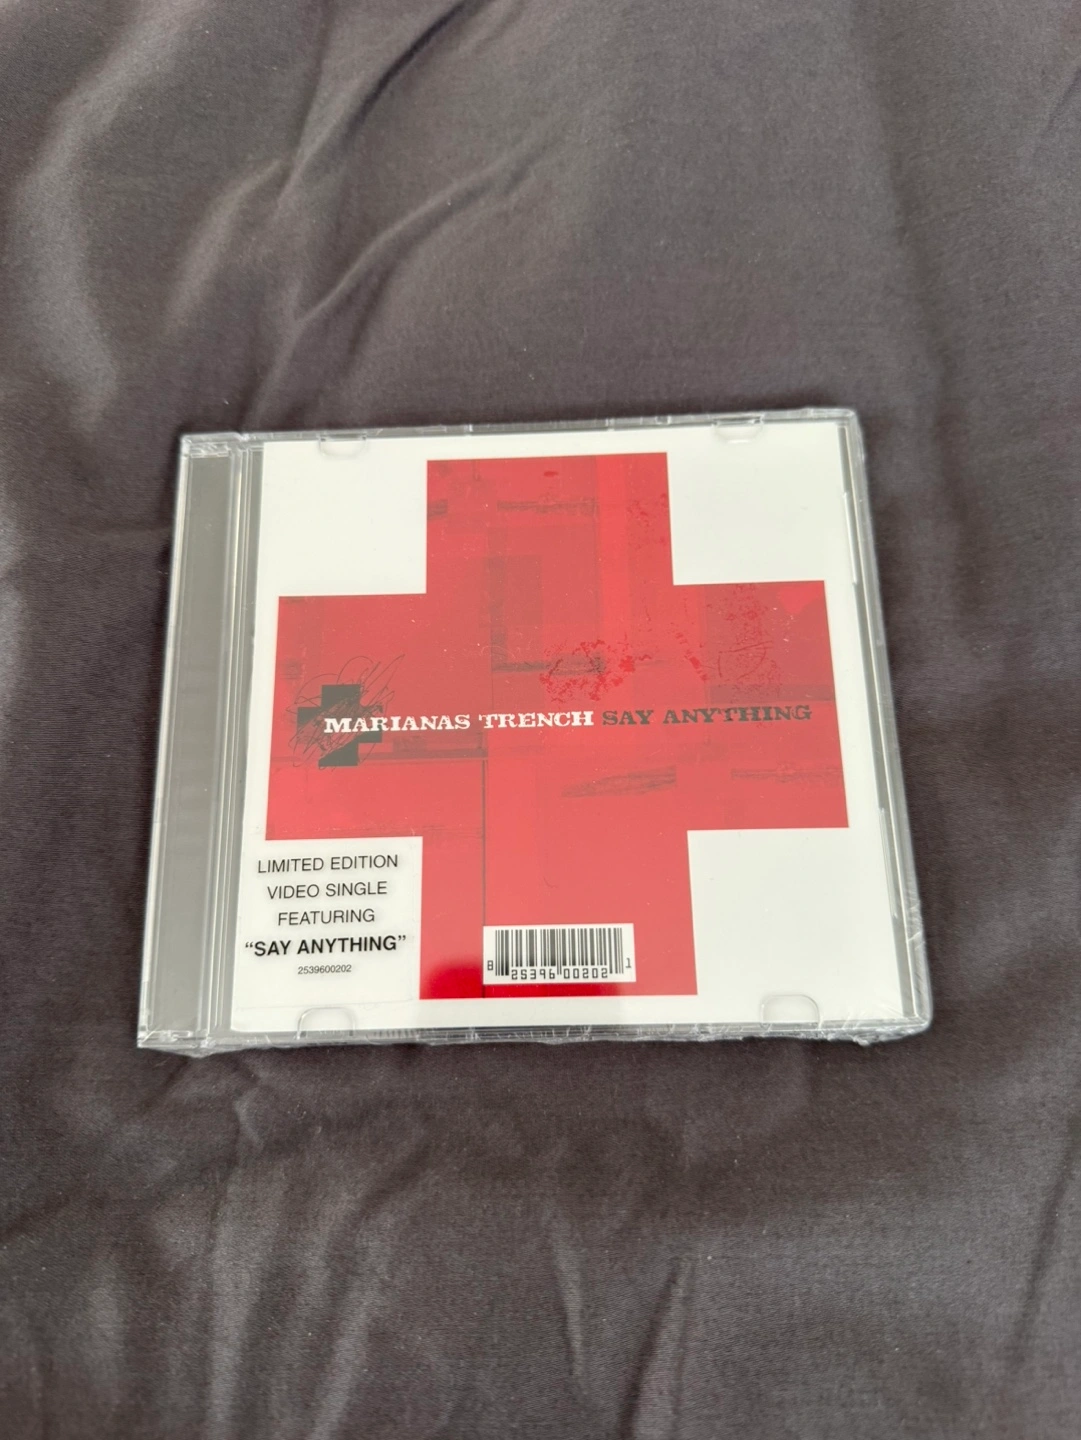 MARIANAS TRENCH SAY ANYTHING
LIMITED EDITION
VIDEO SINGLE
FEATURING
“SAY ANYTHING”
2539600202
8 25396 00202 1